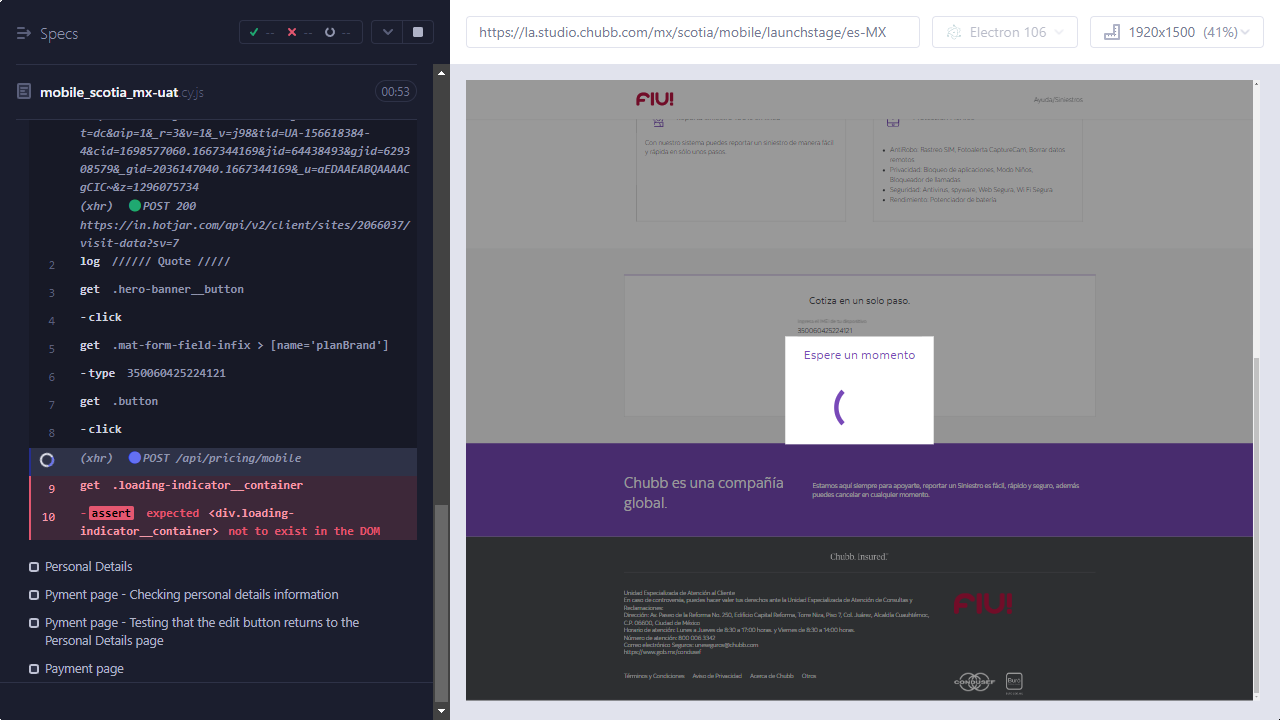 Specs
--
--
--
https://la.studio.chubb.com/mx/scotia/mobile/launchstage/es-MX
Electron 106
1920x1500 (41%)
mobile_scotia_mx-uat.cy.js
00:53
t=dc&aip=1&_r=3&v=1&_v=j98&tid=UA-156618384-
4&cid=1698577060.1667344169&jid=64438493&gjid=6293
08579&_gid=2036147040.1667344169&_u=aEDAAEABQAAAAC
gCIC~&z=1296075734
(xhr) POST 200
https://in.hotjar.com/api/v2/client/sites/2066037/
visit-data?sv=7
2 log ////// Quote /////
3 get .hero-banner__button
4 -click
5 get .mat-form-field-infix > [name='planBrand']
6 -type 350060425224121
7 get .button
8 -click
(xhr) POST /api/pricing/mobile
9 get .loading-indicator__container
10 -assert expected <div.loading-
indicator__container> not to exist in the DOM
Personal Details
Pyment page - Checking personal details information
Pyment page - Testing that the edit button returns to the
Personal Details page
Payment page
FIU!
Ayuda/Siniestros
Con nuestro sistema puedes reportar un siniestro de manera fácil
y rápida en sólo unos pasos.
AntiRobo: Rastreo SIM, Fotoalerta CaptureCam. Borrar datos
remotos
Privacidad: Bloqueo de aplicaciones, Modo Niños,
Bloqueador de llamadas
Seguridad: Antivirus, spyware, Web Segura, Wi Fi Segura
Rendimiento: Potenciador de batería
Cotiza en un solo paso.
350060425224121
Espere un momento
Chubb es una compañía
global.
Estamos aquí siempre para apoyarte, reportar un Siniestro es fácil, rápido y seguro, además
puedes cancelar en cualquier momento.
Chubb. Insured.
Unidad Especializada de Atención al Cliente
En caso de controversia, puedes hacer valer tus derechos ante la Unidad Especializada de Atención de Consultas y
Reclamaciones:
Dirección: Av. Paseo de la Reforma No. 250, Edificio Capital Reforma, Torre Niza, Piso 7, Col. Juárez, Alcaldía Cuauhtémoc,
C.P. 06600, Ciudad de México
Horario de atención: Lunes a Jueves de 8:30 a 17:00 horas. y Viernes de 8:30 a 14:00 horas.
Número de atención: 800 006 3342
Correo electrónico Seguros: uneseguros@chubb.com
https://www.gob.mx/condusef
FIU!
Términos y Condiciones
Aviso de Privacidad
Acerca de Chubb
Otros
CONDUSEF
Buró